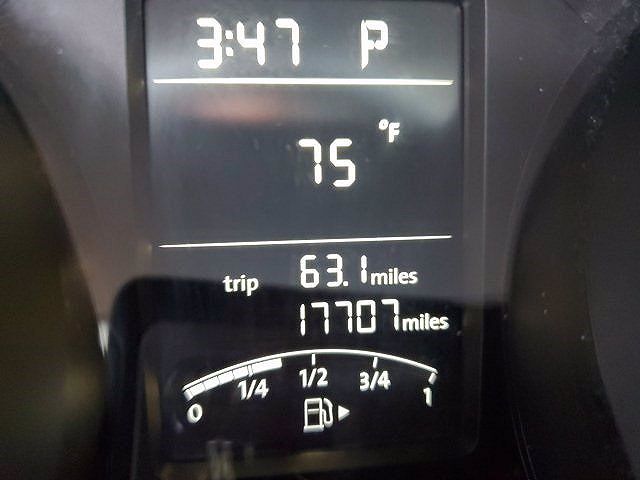 3:47 P
75 °F
trip 63.1 miles
17707 miles
0 1/4 1/2 3/4 1